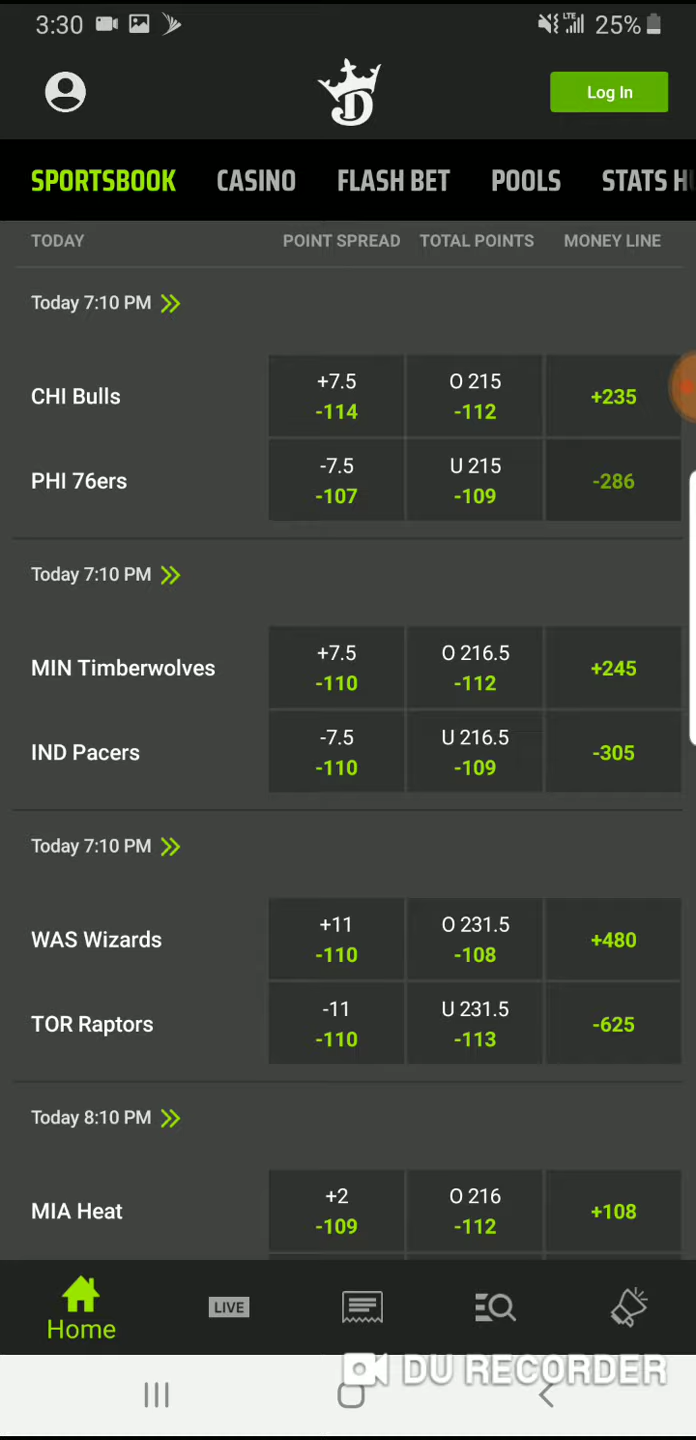 3:30 LTE 25%
D
Log In
SPORTSBOOK CASINO FLASH BET POOLS STATS H
TODAY POINT SPREAD TOTAL POINTS MONEY LINE
Today 7:10 PM
+7.5 O 215
CHI Bulls +235
-114 -112
-7.5 U 215
PHI 76ers -286
-107 -109
Today 7:10 PM
+7.5 O 216.5
MIN Timberwolves +245
-110 -112
-7.5 U 216.5
IND Pacers -305
-110 -109
Today 7:10 PM
+11 O 231.5
WAS Wizards +480
-110 -108
-11 U 231.5
TOR Raptors -625
-110 -113
Today 8:10 PM
+2 O 216
MIA Heat +108
-109 -112
LIVE
Home
DU RECORDER